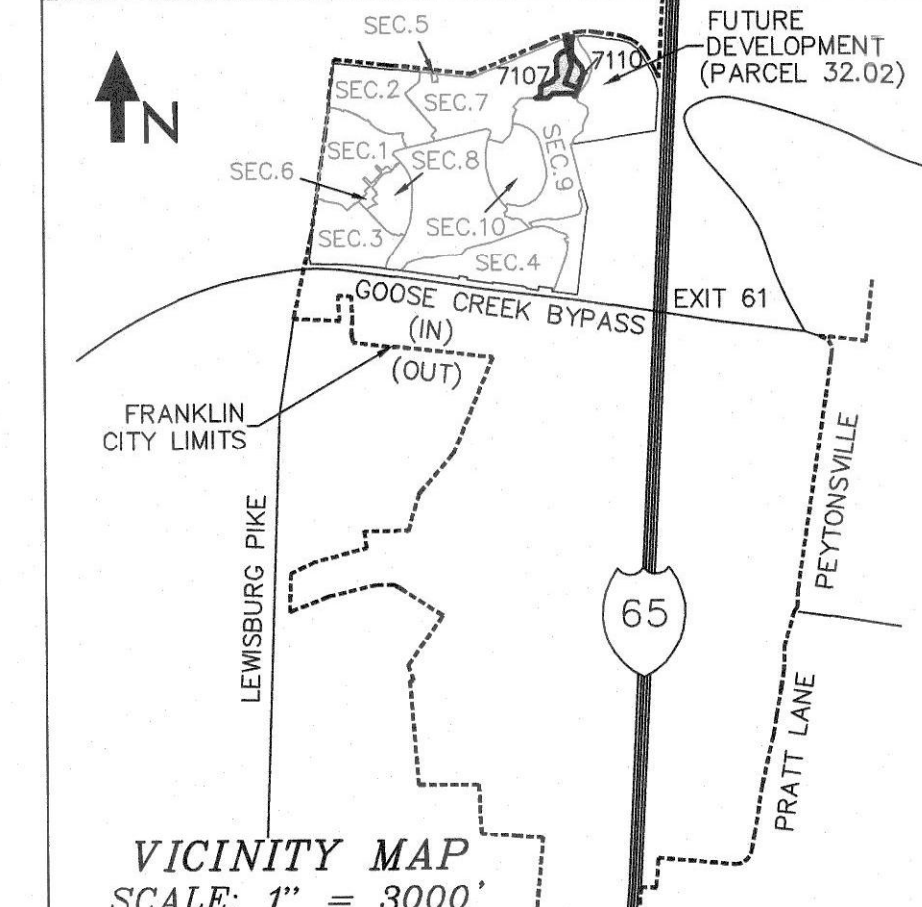 SEC.5
FUTURE
DEVELOPMENT
(PARCEL 32.02)
7107
7110
SEC.2
SEC.7
N
SEC.1
SEC.8
SEC.9
SEC.6
SEC.10
SEC.3
SEC.4
GOOSE CREEK BYPASS
EXIT 61
(IN)
(OUT)
FRANKLIN
CITY LIMITS
LEWISBURG PIKE
PEYTONSVILLE
65
PRATT LANE
VICINITY MAP
SCALE: 1" = 3000'